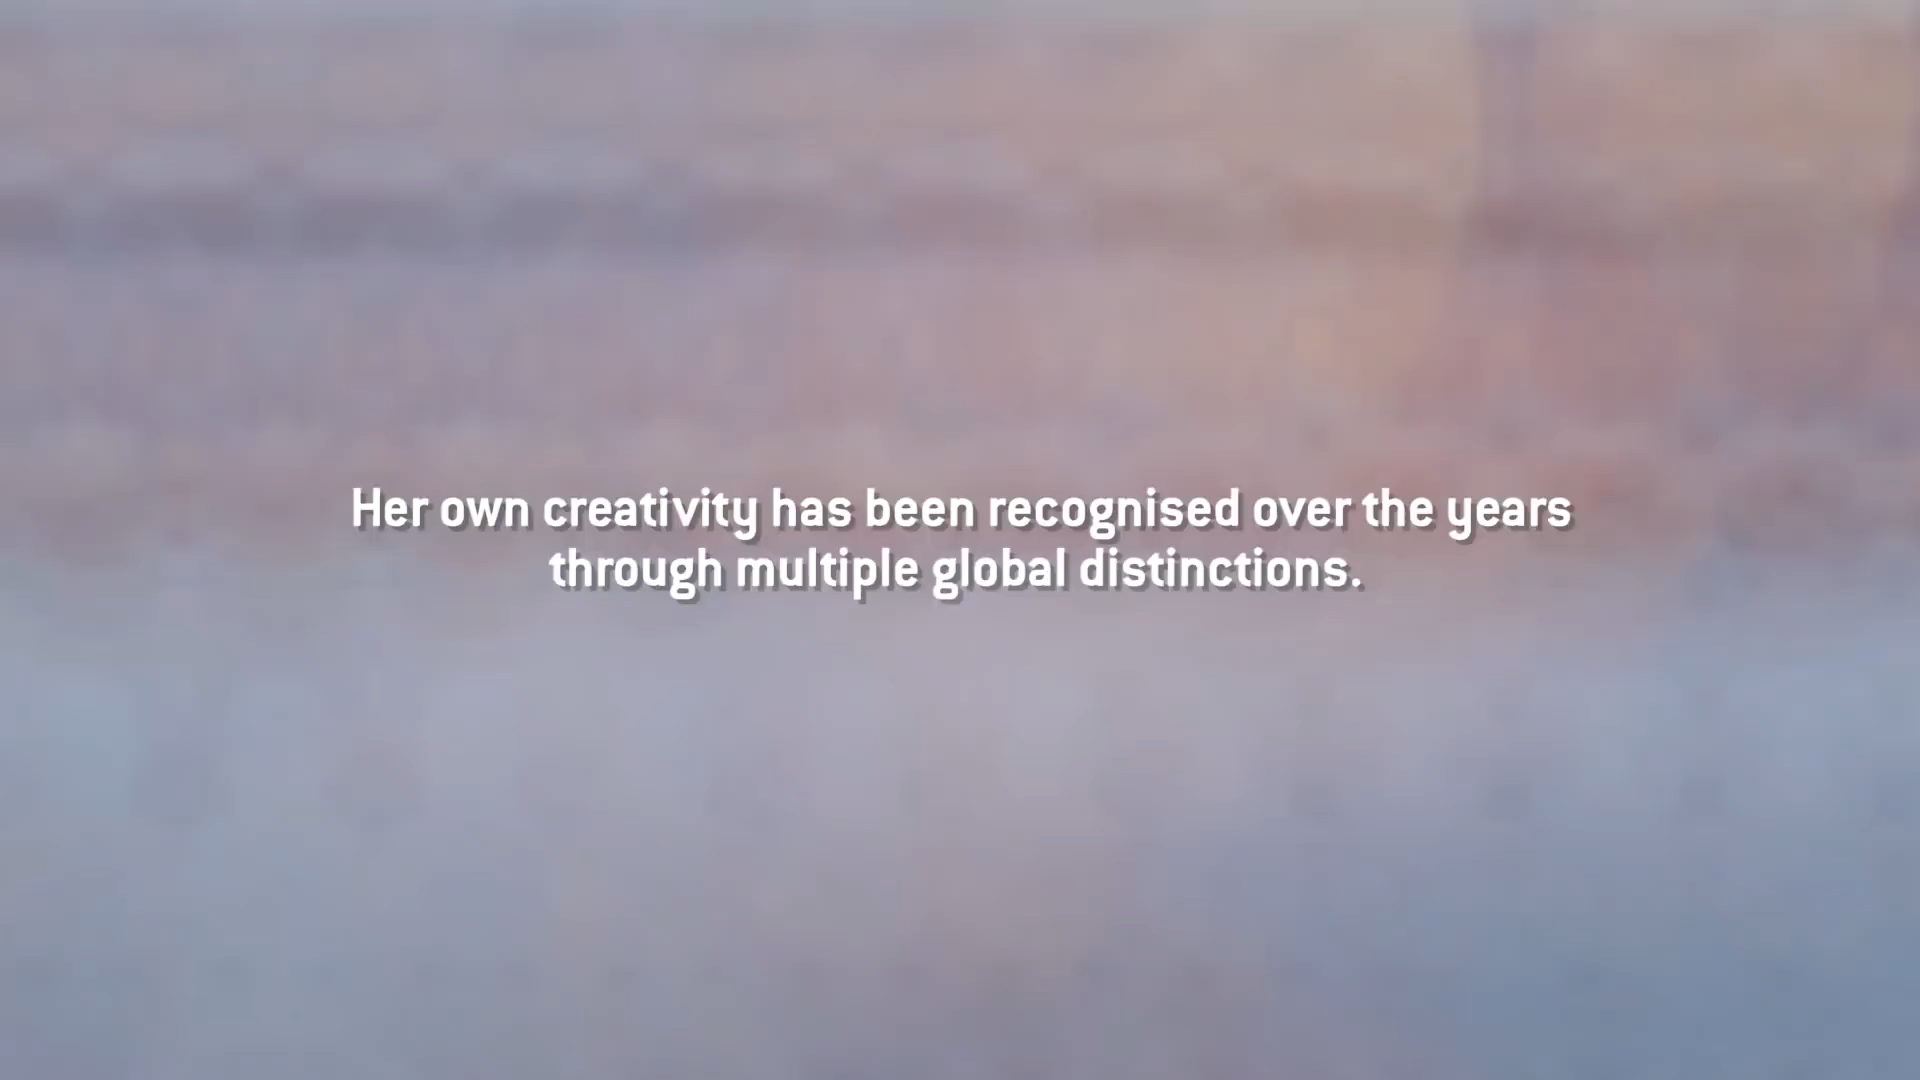 Her own creativity has been recognised over the years
through multiple global distinctions.